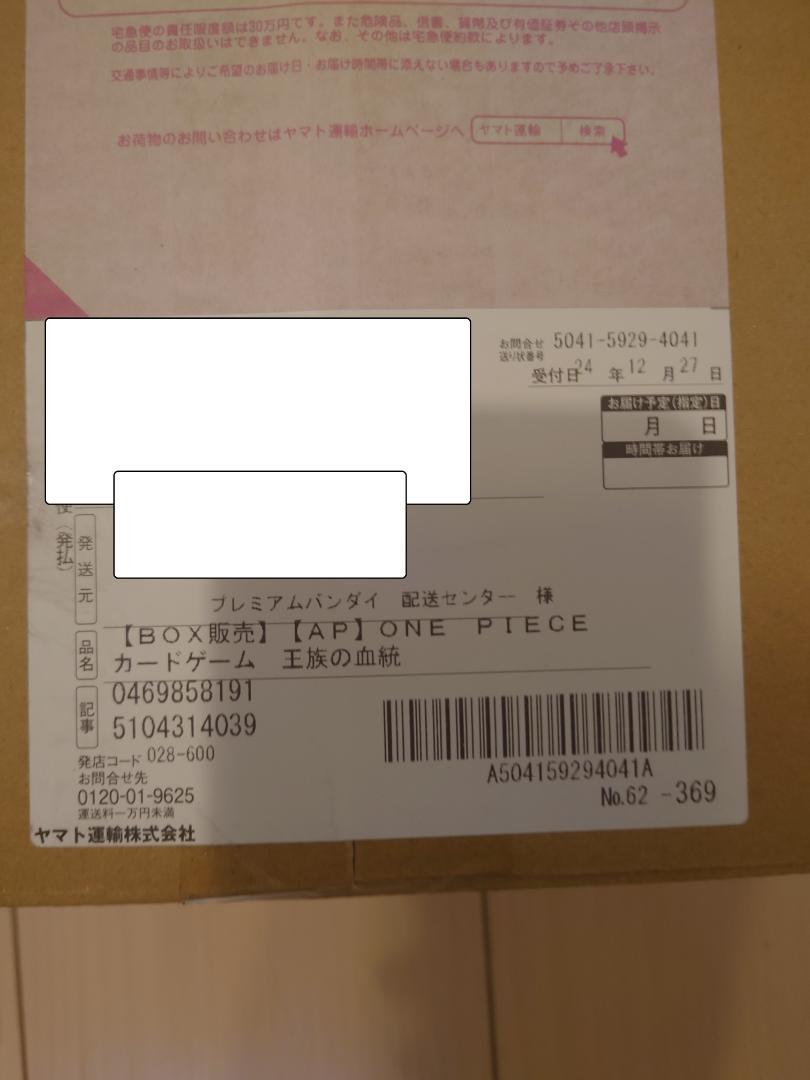 宅急便の責任限度額は30万円です。また危険品、信書、貨幣及び有価証券その他店頭掲示
の品目のお取扱いはできません。なお、その他は宅急便約款によります。
交通事情等によりご希望のお届け日・お届け時間帯に添えない場合もありますので予めご了承下さい。
お荷物のお問い合わせはヤマト運輸ホームページへ ヤマト運輸 検索
お問合せ
送り状番号 5041-5929-4041
受付日 24 年 12 月 27 日
お届け予定(指定)日
月 日
時間帯お届け
(発払)
発送元
プレミアムバンダイ 配送センター 様
品名
【BOX販売】【AP】ONE PIECE
カードゲーム 王族の血統
記事
0469858191
5104314039
発店コード 028-600
お問合せ先
0120-01-9625
運送料一万円未満
ヤマト運輸株式会社
A504159294041A
No.62 -369